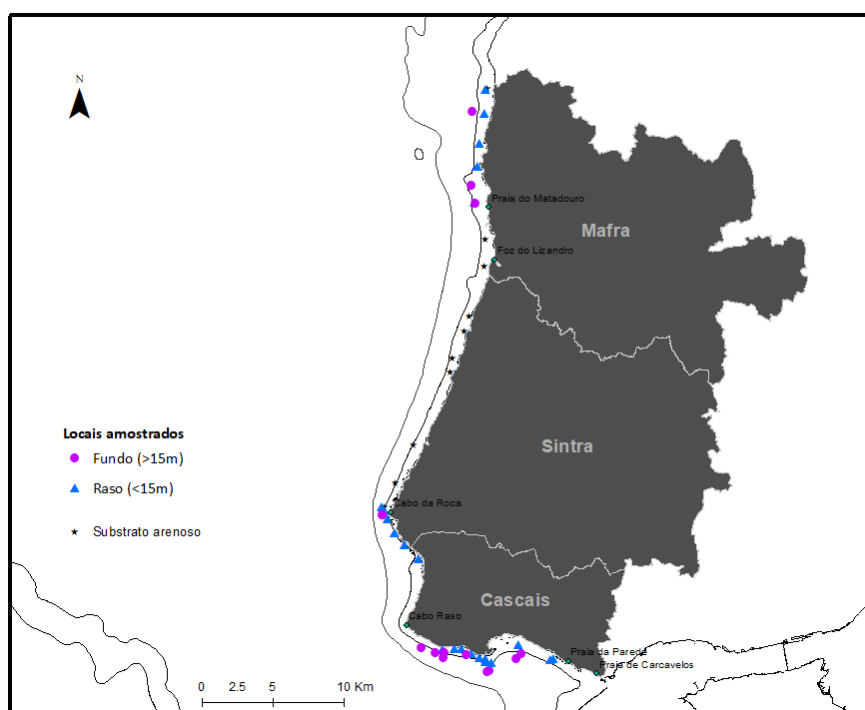 N
Praia do Matadouro
Mafra
Foz do Lizandro
Locais amostrados
Fundo (>15m)
Raso (<15m)
Substrato arenoso
Sintra
Cabo da Roca
Cascais
Cabo Raso
Praia da Parede
Praia de Carcavelos
0 2.5 5 10 Km